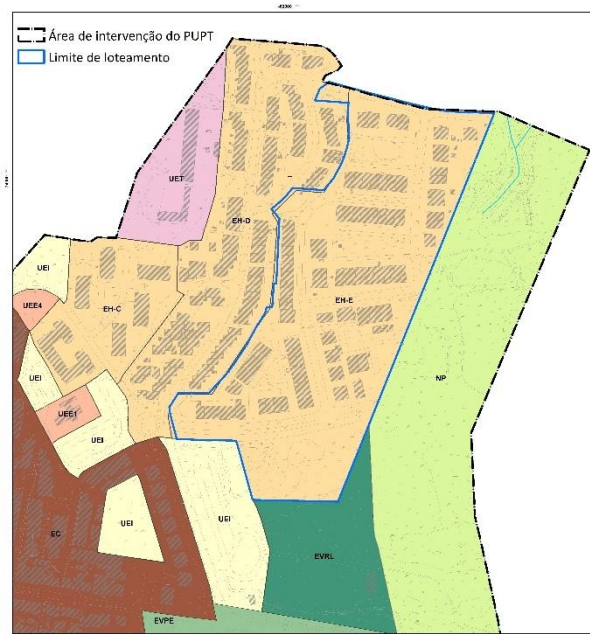 Área de intervenção do PUPT
Limite de loteamento
UET
EH-D
UEI
EH-C
EH-E
UEE4
NP
UEI
UEE1
UEI
UEI
UEI
EC
EVRL
EVPE